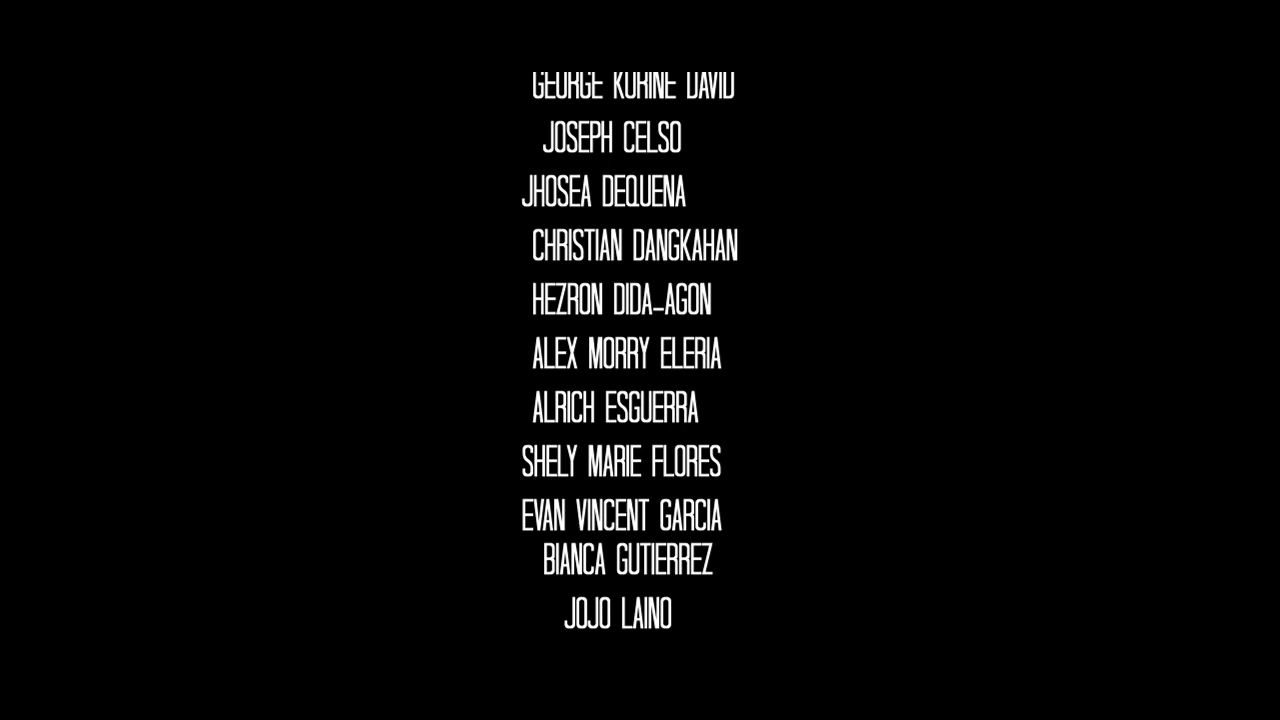 GEORGE KORINE DAVID
JOSEPH CELSO
JHOSEA DEQUENA
CHRISTIAN DANGKAHAN
HEZRON DIDA-AGON
ALEX MORRY ELERIA
ALRICH ESGUERRA
SHELY MARIE FLORES
EVAN VINCENT GARCIA
BIANCA GUTIERREZ
JOJO LAINO